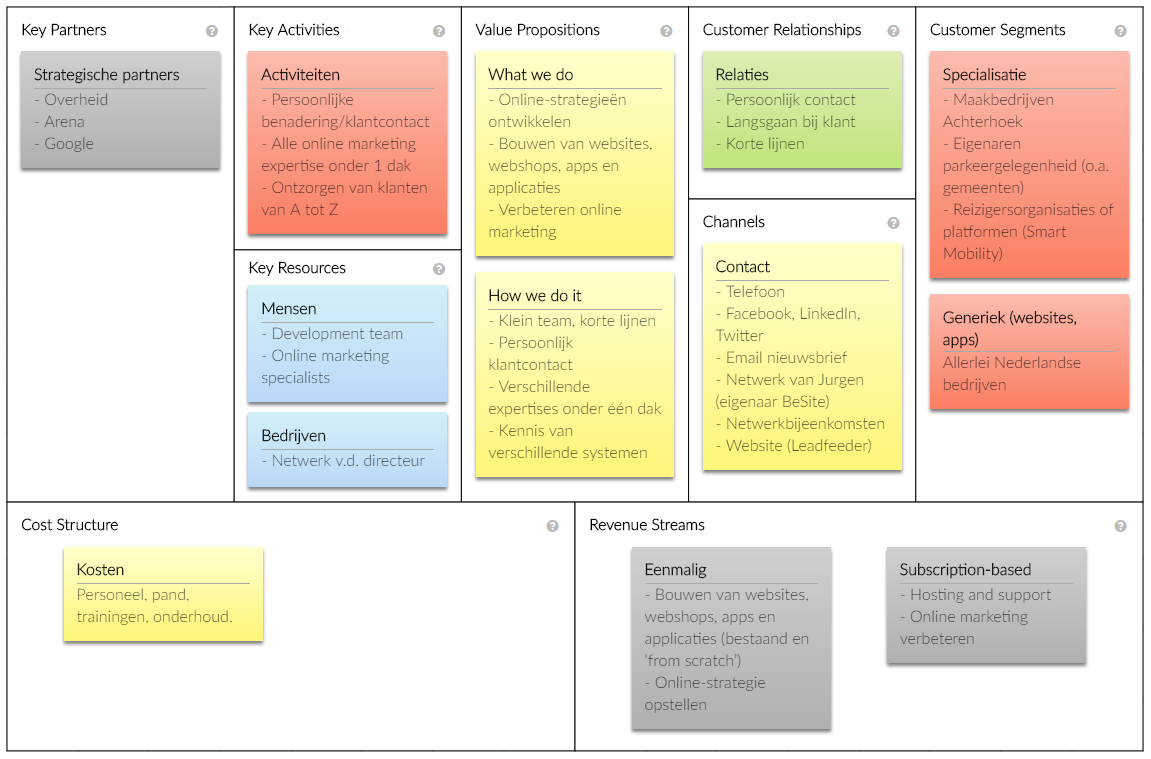 Key Partners
Strategische partners
- Overheid
- Arena
- Google
Key Activities
Activiteiten
- Persoonlijke
benadering/klantcontact
- Alle online marketing
expertise onder 1 dak
- Ontzorgen van klanten
van A tot Z
Key Resources
Mensen
- Development team
- Online marketing
specialists
Bedrijven
- Netwerk v.d. directeur
Value Propositions
What we do
- Online-strategieën
ontwikkelen
- Bouwen van websites,
webshops, apps en
applicaties
- Verbeteren online
marketing
How we do it
- Klein team, korte lijnen
- Persoonlijk
klantcontact
- Verschillende
expertises onder één dak
- Kennis van
verschillende systemen
Customer Relationships
Relaties
- Persoonlijk contact
- Langsgaan bij klant
- Korte lijnen
Channels
Contact
- Telefoon
- Facebook, LinkedIn,
Twitter
- Email nieuwsbrief
- Netwerk van Jurgen
(eigenaar BeSite)
- Netwerkbijeenkomsten
- Website (Leadfeeder)
Customer Segments
Specialisatie
- Maakbedrijven
Achterhoek
- Eigenaren
parkeergelegenheid (o.a.
gemeenten)
- Reizigersorganisaties of
platformen (Smart
Mobility)
Generiek (websites,
apps)
Allerlei Nederlandse
bedrijven
Cost Structure
Kosten
Personeel, pand,
trainingen, onderhoud.
Revenue Streams
Eenmalig
- Bouwen van websites,
webshops, apps en
applicaties (bestaand en
‘from scratch’)
- Online-strategie
opstellen
Subscription-based
- Hosting and support
- Online marketing
verbeteren